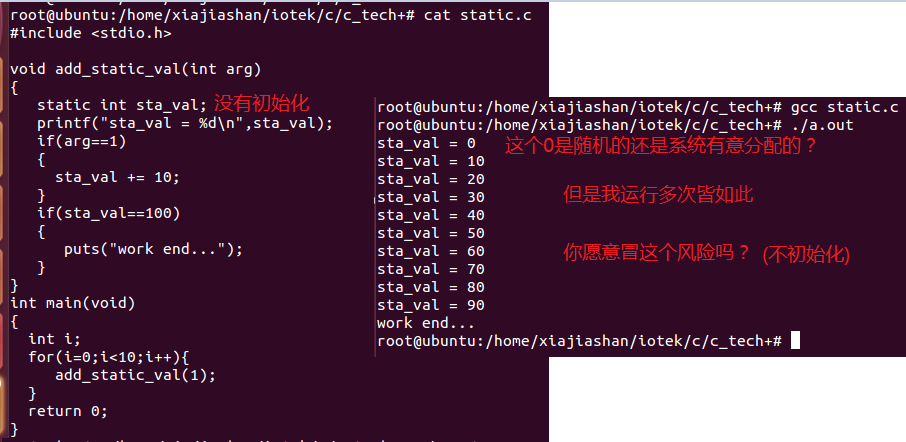 root@ubuntu:/home/xiajiashan/iotek/c/c_tech+# cat static.c
#include <stdio.h>
void add_static_val(int arg)
{
static int sta_val; 没有初始化
printf("sta_val = %d\n",sta_val);
if(arg==1)
{
sta_val += 10;
}
if(sta_val==100)
{
puts("work end...");
}
}
int main(void)
{
int i;
for(i=0;i<10;i++){
add_static_val(1);
}
return 0;
}
root@ubuntu:/home/xiajiashan/iotek/c/c_tech+# gcc static.c
root@ubuntu:/home/xiajiashan/iotek/c/c_tech+# ./a.out
sta_val = 0 这个0是随机的还是系统有意分配的？
sta_val = 10
sta_val = 20
sta_val = 30 但是我运行多次皆如此
sta_val = 40
sta_val = 50
sta_val = 60 你愿意冒这个风险吗？ (不初始化)
sta_val = 70
sta_val = 80
sta_val = 90
work end...
root@ubuntu:/home/xiajiashan/iotek/c/c_tech+#